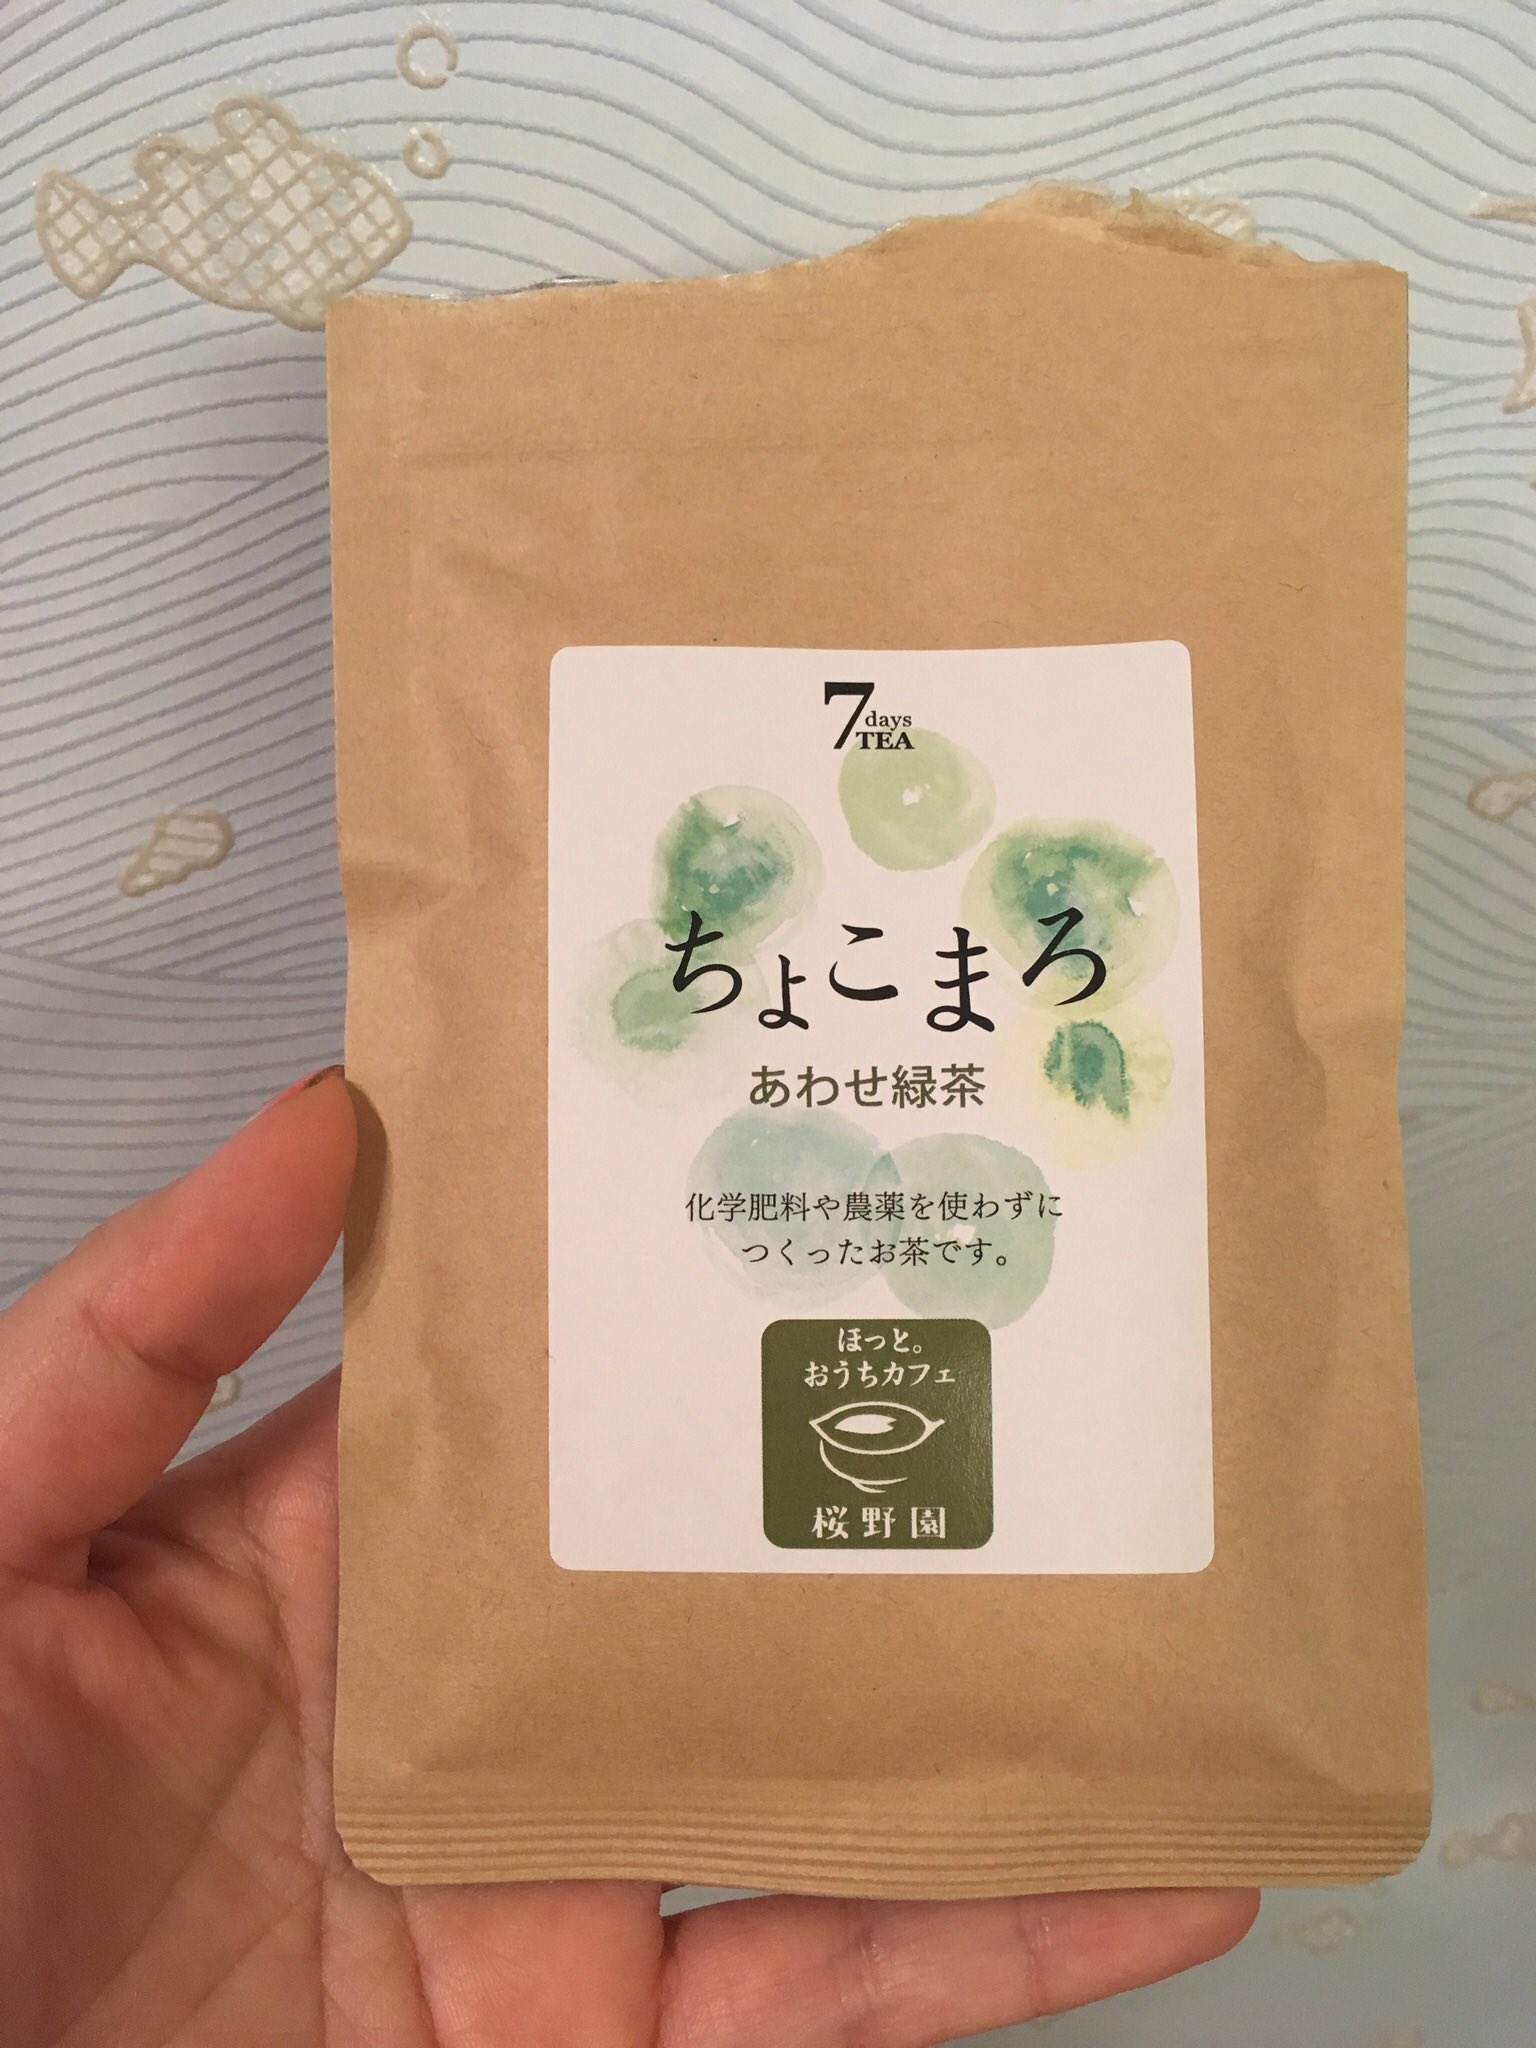 7
days
TEA
ちょこまろ
あわせ緑茶
化学肥料や農薬を使わずに
つくったお茶です。
ほっと。
おうちカフェ
桜野園